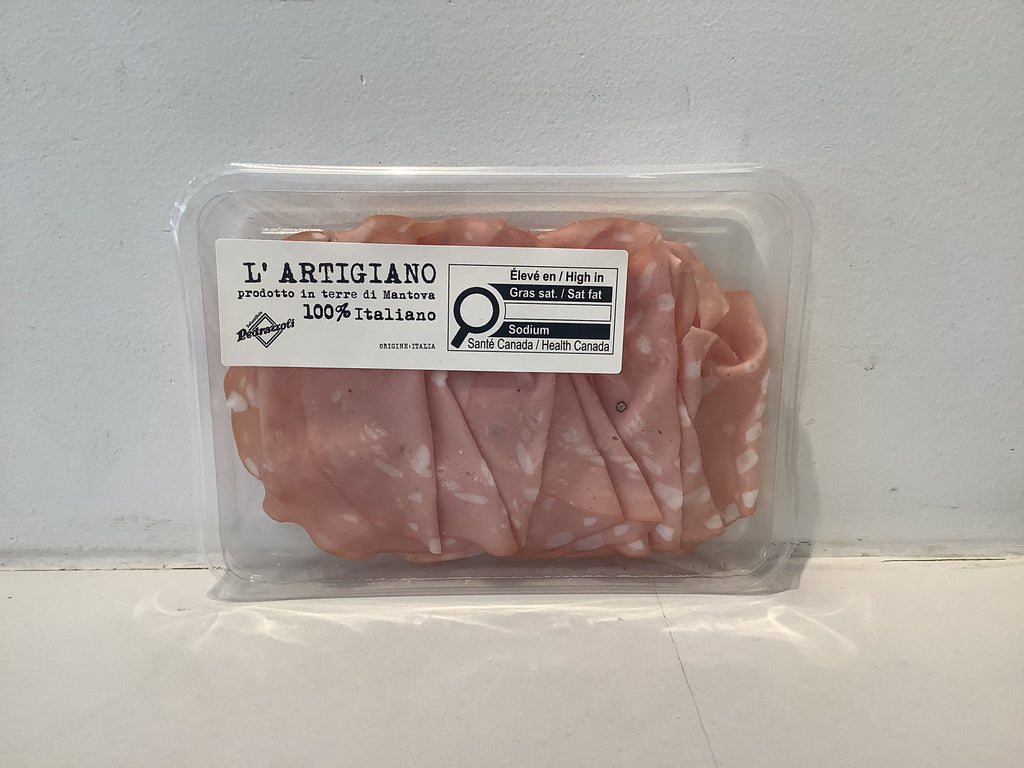 L' ARTIGIANO
prodotto in terre di Mantova
100% Italiano
Pedrazzoli
ORIGINE:ITALIA
Élevé en / High in
Gras sat. / Sat fat
Sodium
Santé Canada / Health Canada